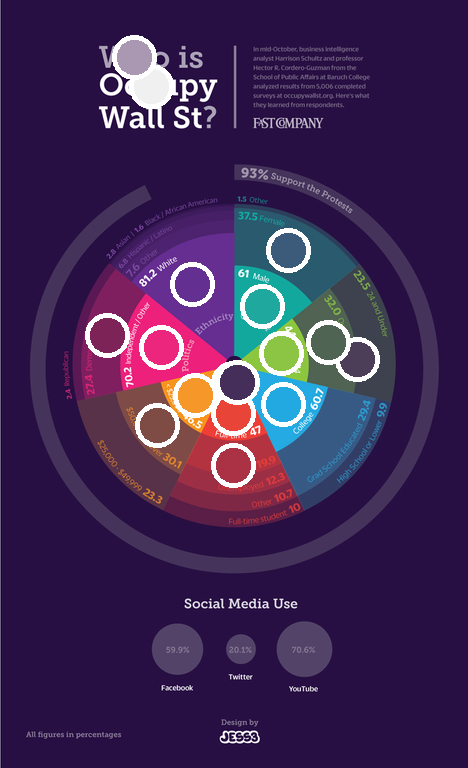 Who is
Occupy
Wall St?
In mid-October, business intelligence
analyst Harrison Schultz and professor
Hector R. Cordero-Guzman from the
School of Public Affairs at Baruch College
analyzed results from 5,006 completed
surveys at occupywallst.org. Here's what
they learned from respondents.
FAST COMPANY
93% Support the Protests
1.5 Other
37.5 Female
61 Male
23.5 24 and Under
32.0
College 60.7
Grad School Educated 29.4
High School or Lower 9.9
Full-time 47
19.9
12.3
Other 10.7
Full-time student 10
30.1
$25,000 - $49,999 23.3
Politics
70.2 Independent / Other
27.4
2.4 Republican
Ethnicity
81.2 White
7.6 Other
6.8 Hispanic / Latino
2.8 Asian / 1.6 Black / African American
Social Media Use
59.9%
20.1%
70.6%
Facebook
Twitter
YouTube
All figures in percentages
Design by
JESS3